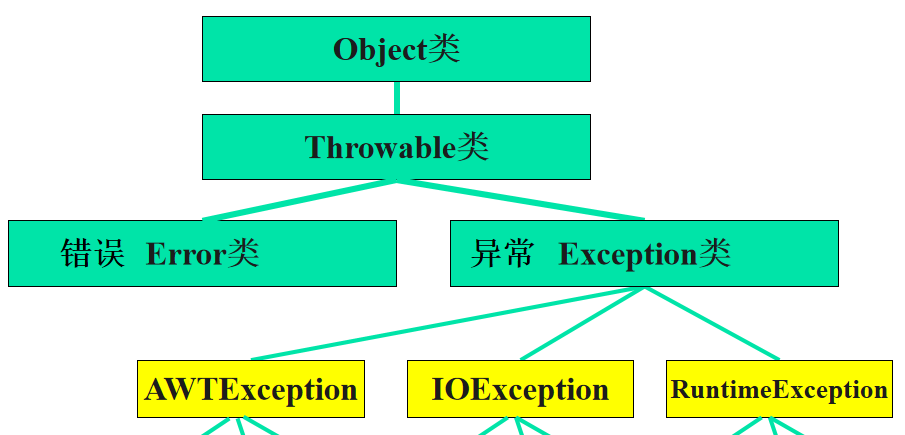 Object类
Throwable类
错误 Error类
异常 Exception类
AWTException
IOException
RuntimeException